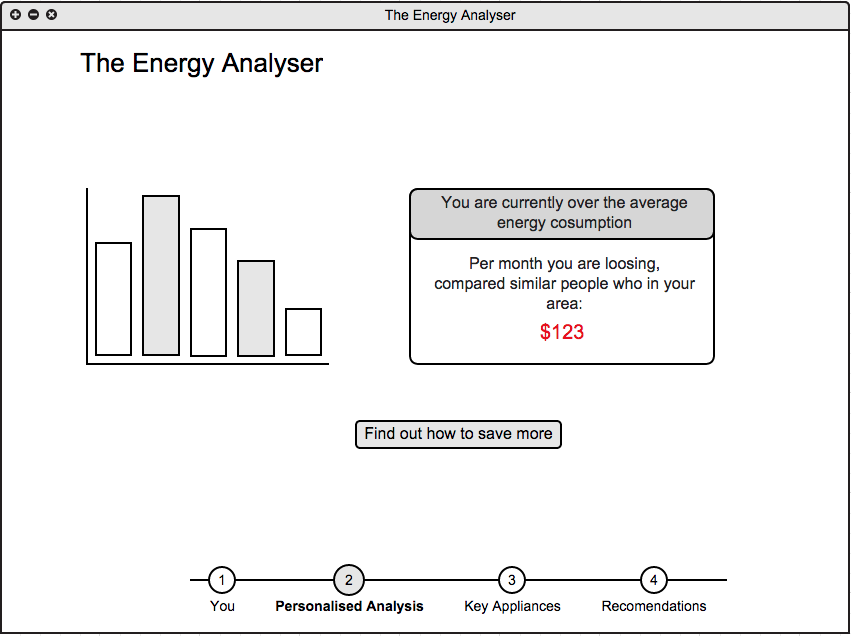 The Energy Analyser
The Energy Analyser
You are currently over the average
energy cosumption
Per month you are loosing,
compared similar people who in your
area:
$123
Find out how to save more
1
2
3
4
You
Personalised Analysis
Key Appliances
Recomendations